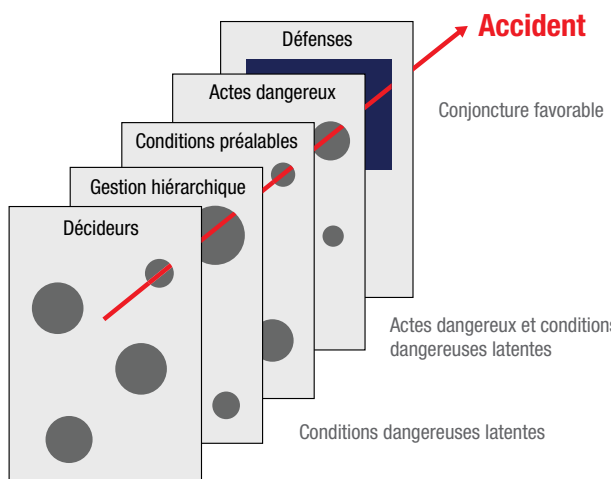 Défenses
Accident
Actes dangereux
Conjoncture favorable
Conditions préalables
Gestion hiérarchique
Décideurs
Actes dangereux et conditions
dangereuses latentes
Conditions dangereuses latentes